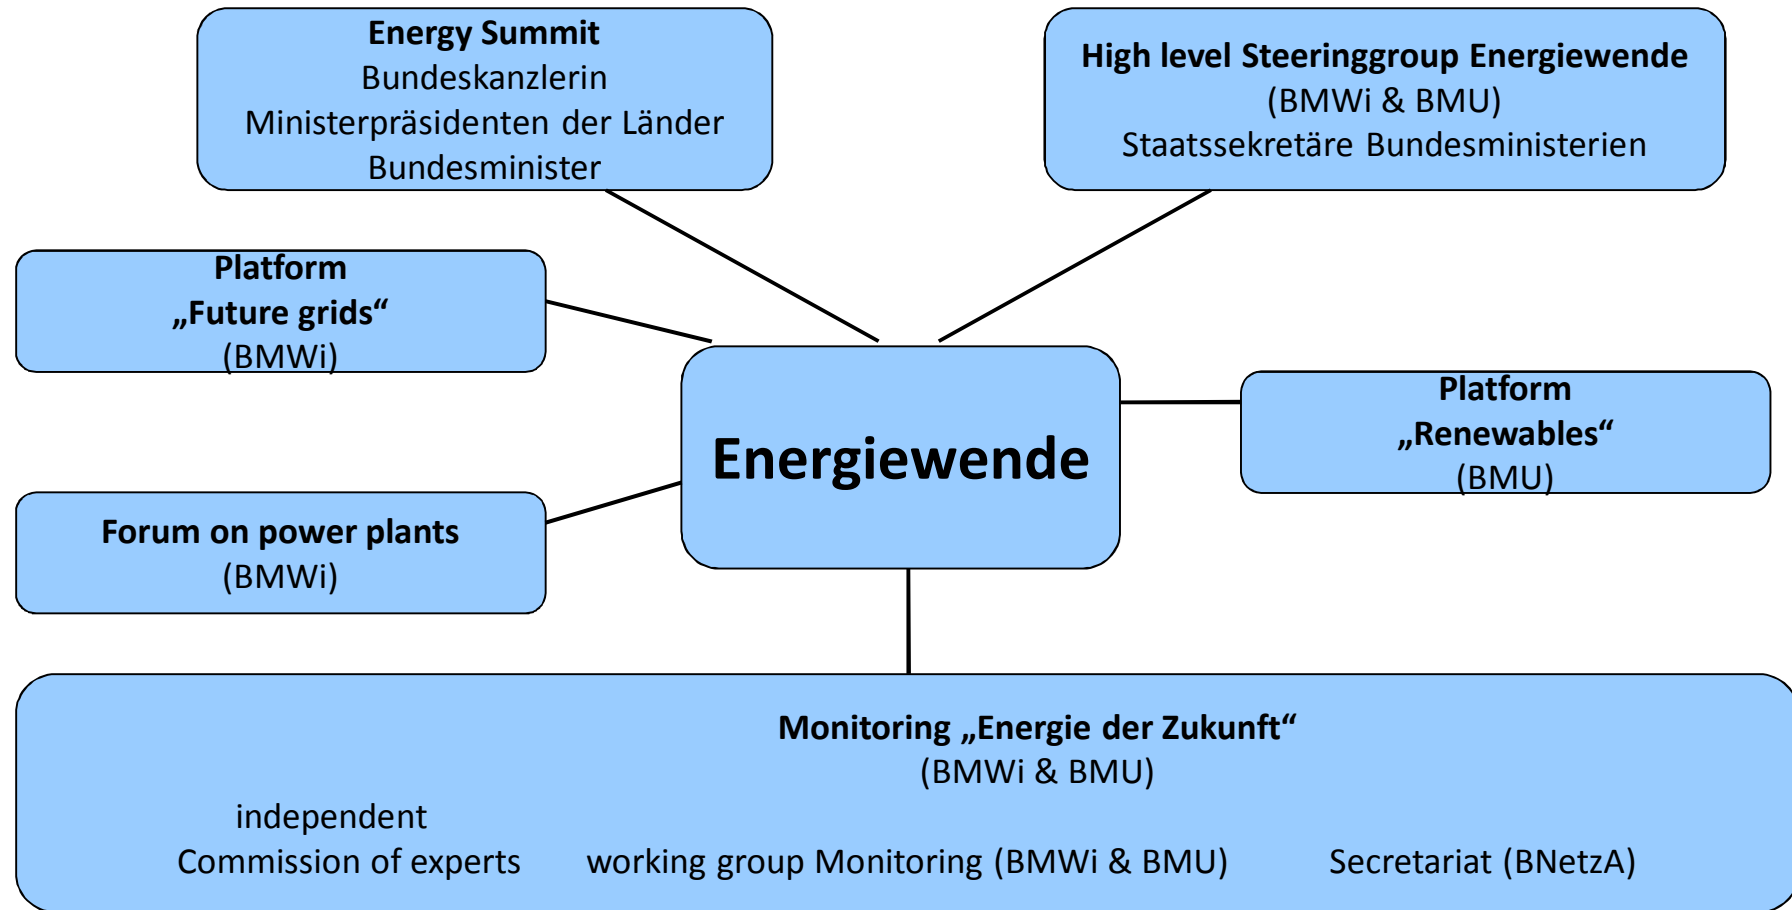 Energy Summit
Bundeskanzlerin
Ministerpräsidenten der Länder
Bundesminister
High level Steeringgroup Energiewende
(BMWi & BMU)
Staatssekretäre Bundesministerien
Platform
„Future grids“
(BMWi)
Energiewende
Platform
„Renewables“
(BMU)
Forum on power plants
(BMWi)
Monitoring „Energie der Zukunft“
(BMWi & BMU)
independent
Commission of experts
working group Monitoring (BMWi & BMU)
Secretariat (BNetzA)